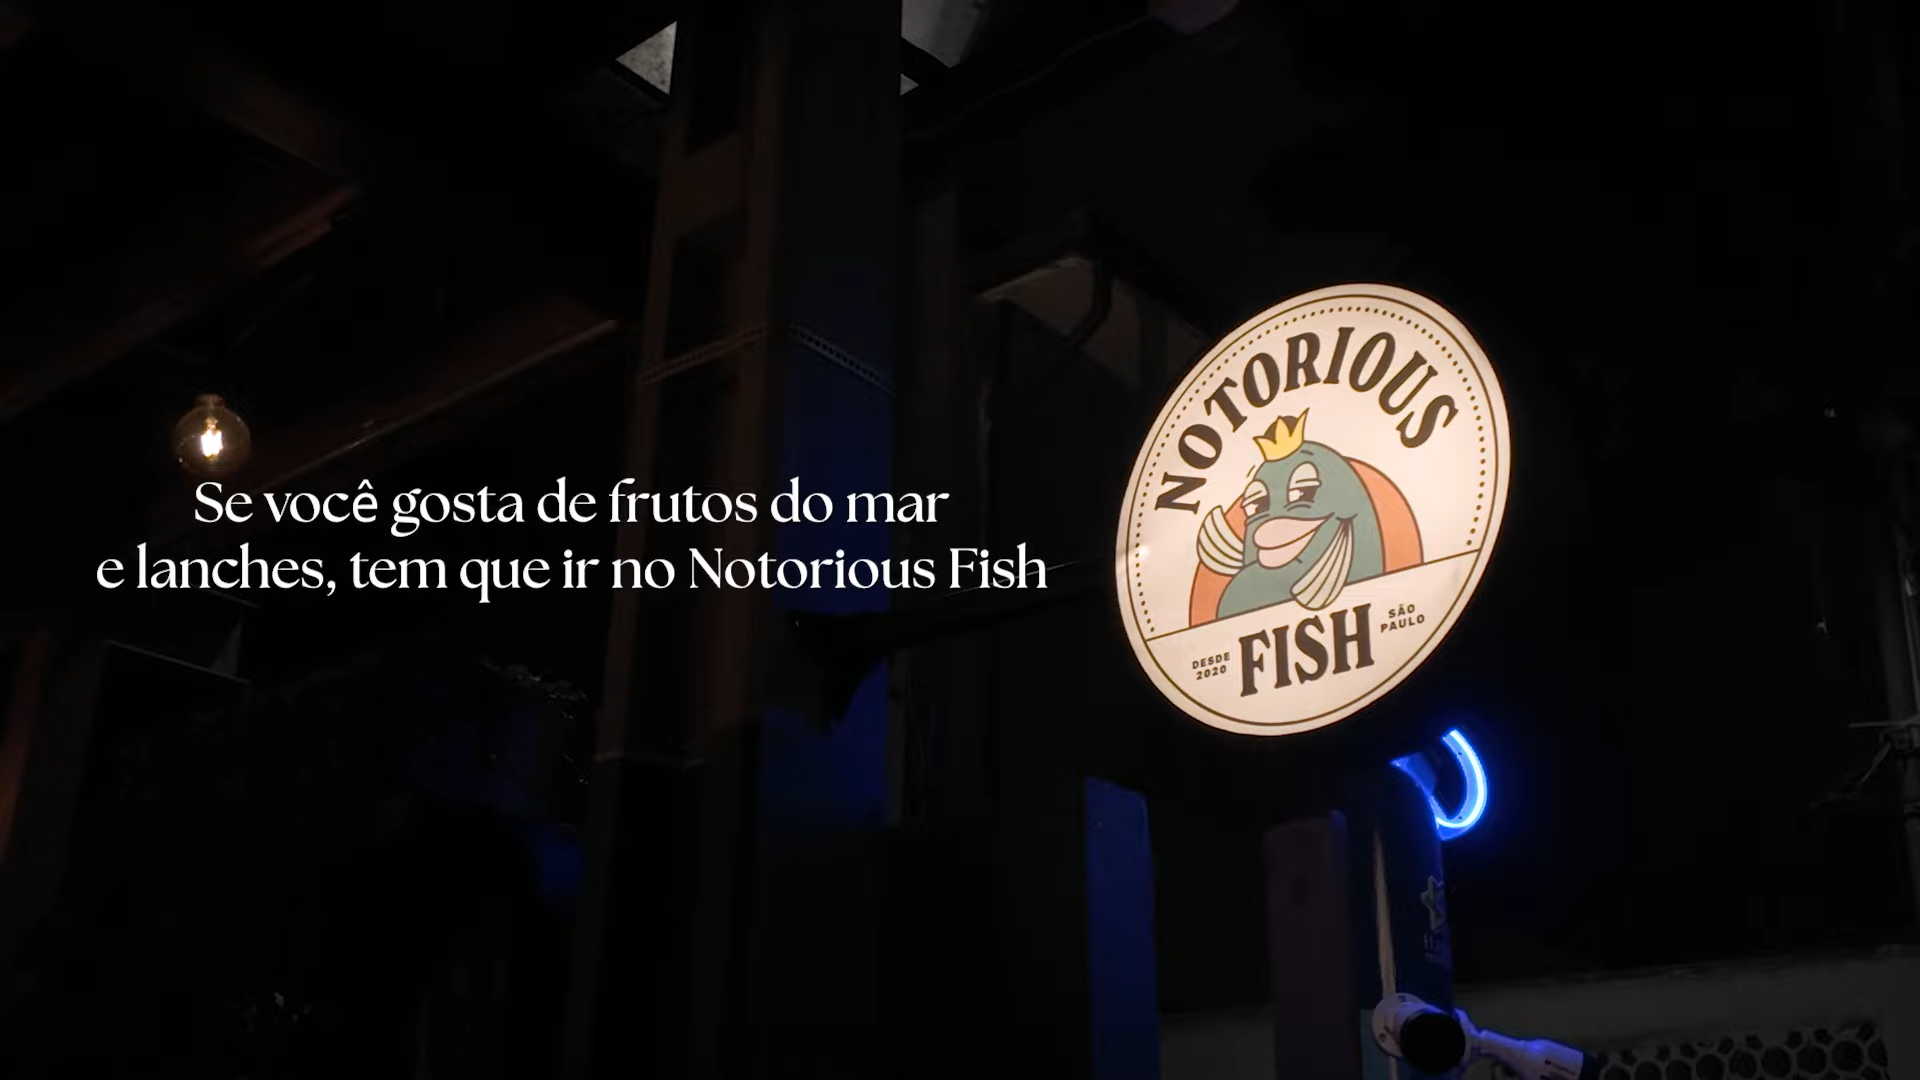 Se você gosta de frutos do mar
e lanches, tem que ir no Notorious Fish
NOTORIOUS
FISH
DESDE
2020
SÃO
PAULO